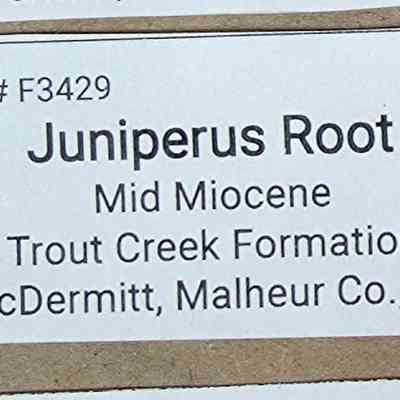 # F3429
Juniperus Root
Mid Miocene
Trout Creek Formatio
cDermitt, Malheur Co.,